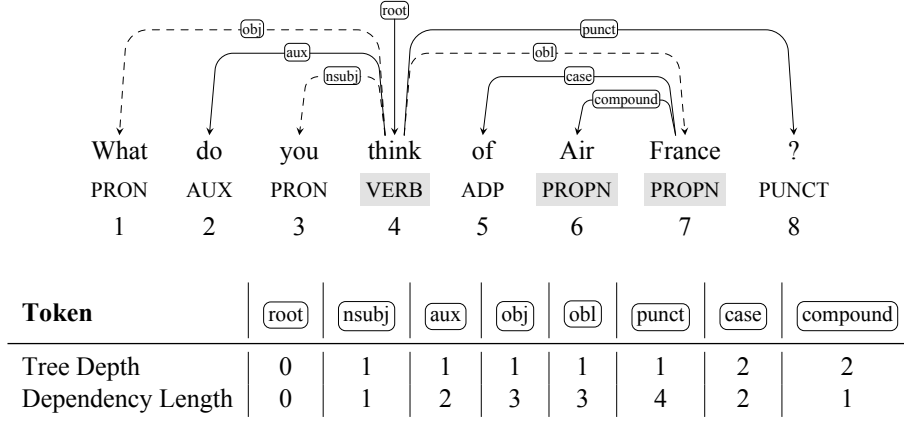 root
obj punct
aux obl
nsubj case
compound
What do you think of Air France ?
PRON AUX PRON VERB ADP PROPN PROPN PUNCT
1 2 3 4 5 6 7 8
Token root nsubj aux obj obl punct case compound
Tree Depth 0 1 1 1 1 1 2 2
Dependency Length 0 1 2 3 3 4 2 1